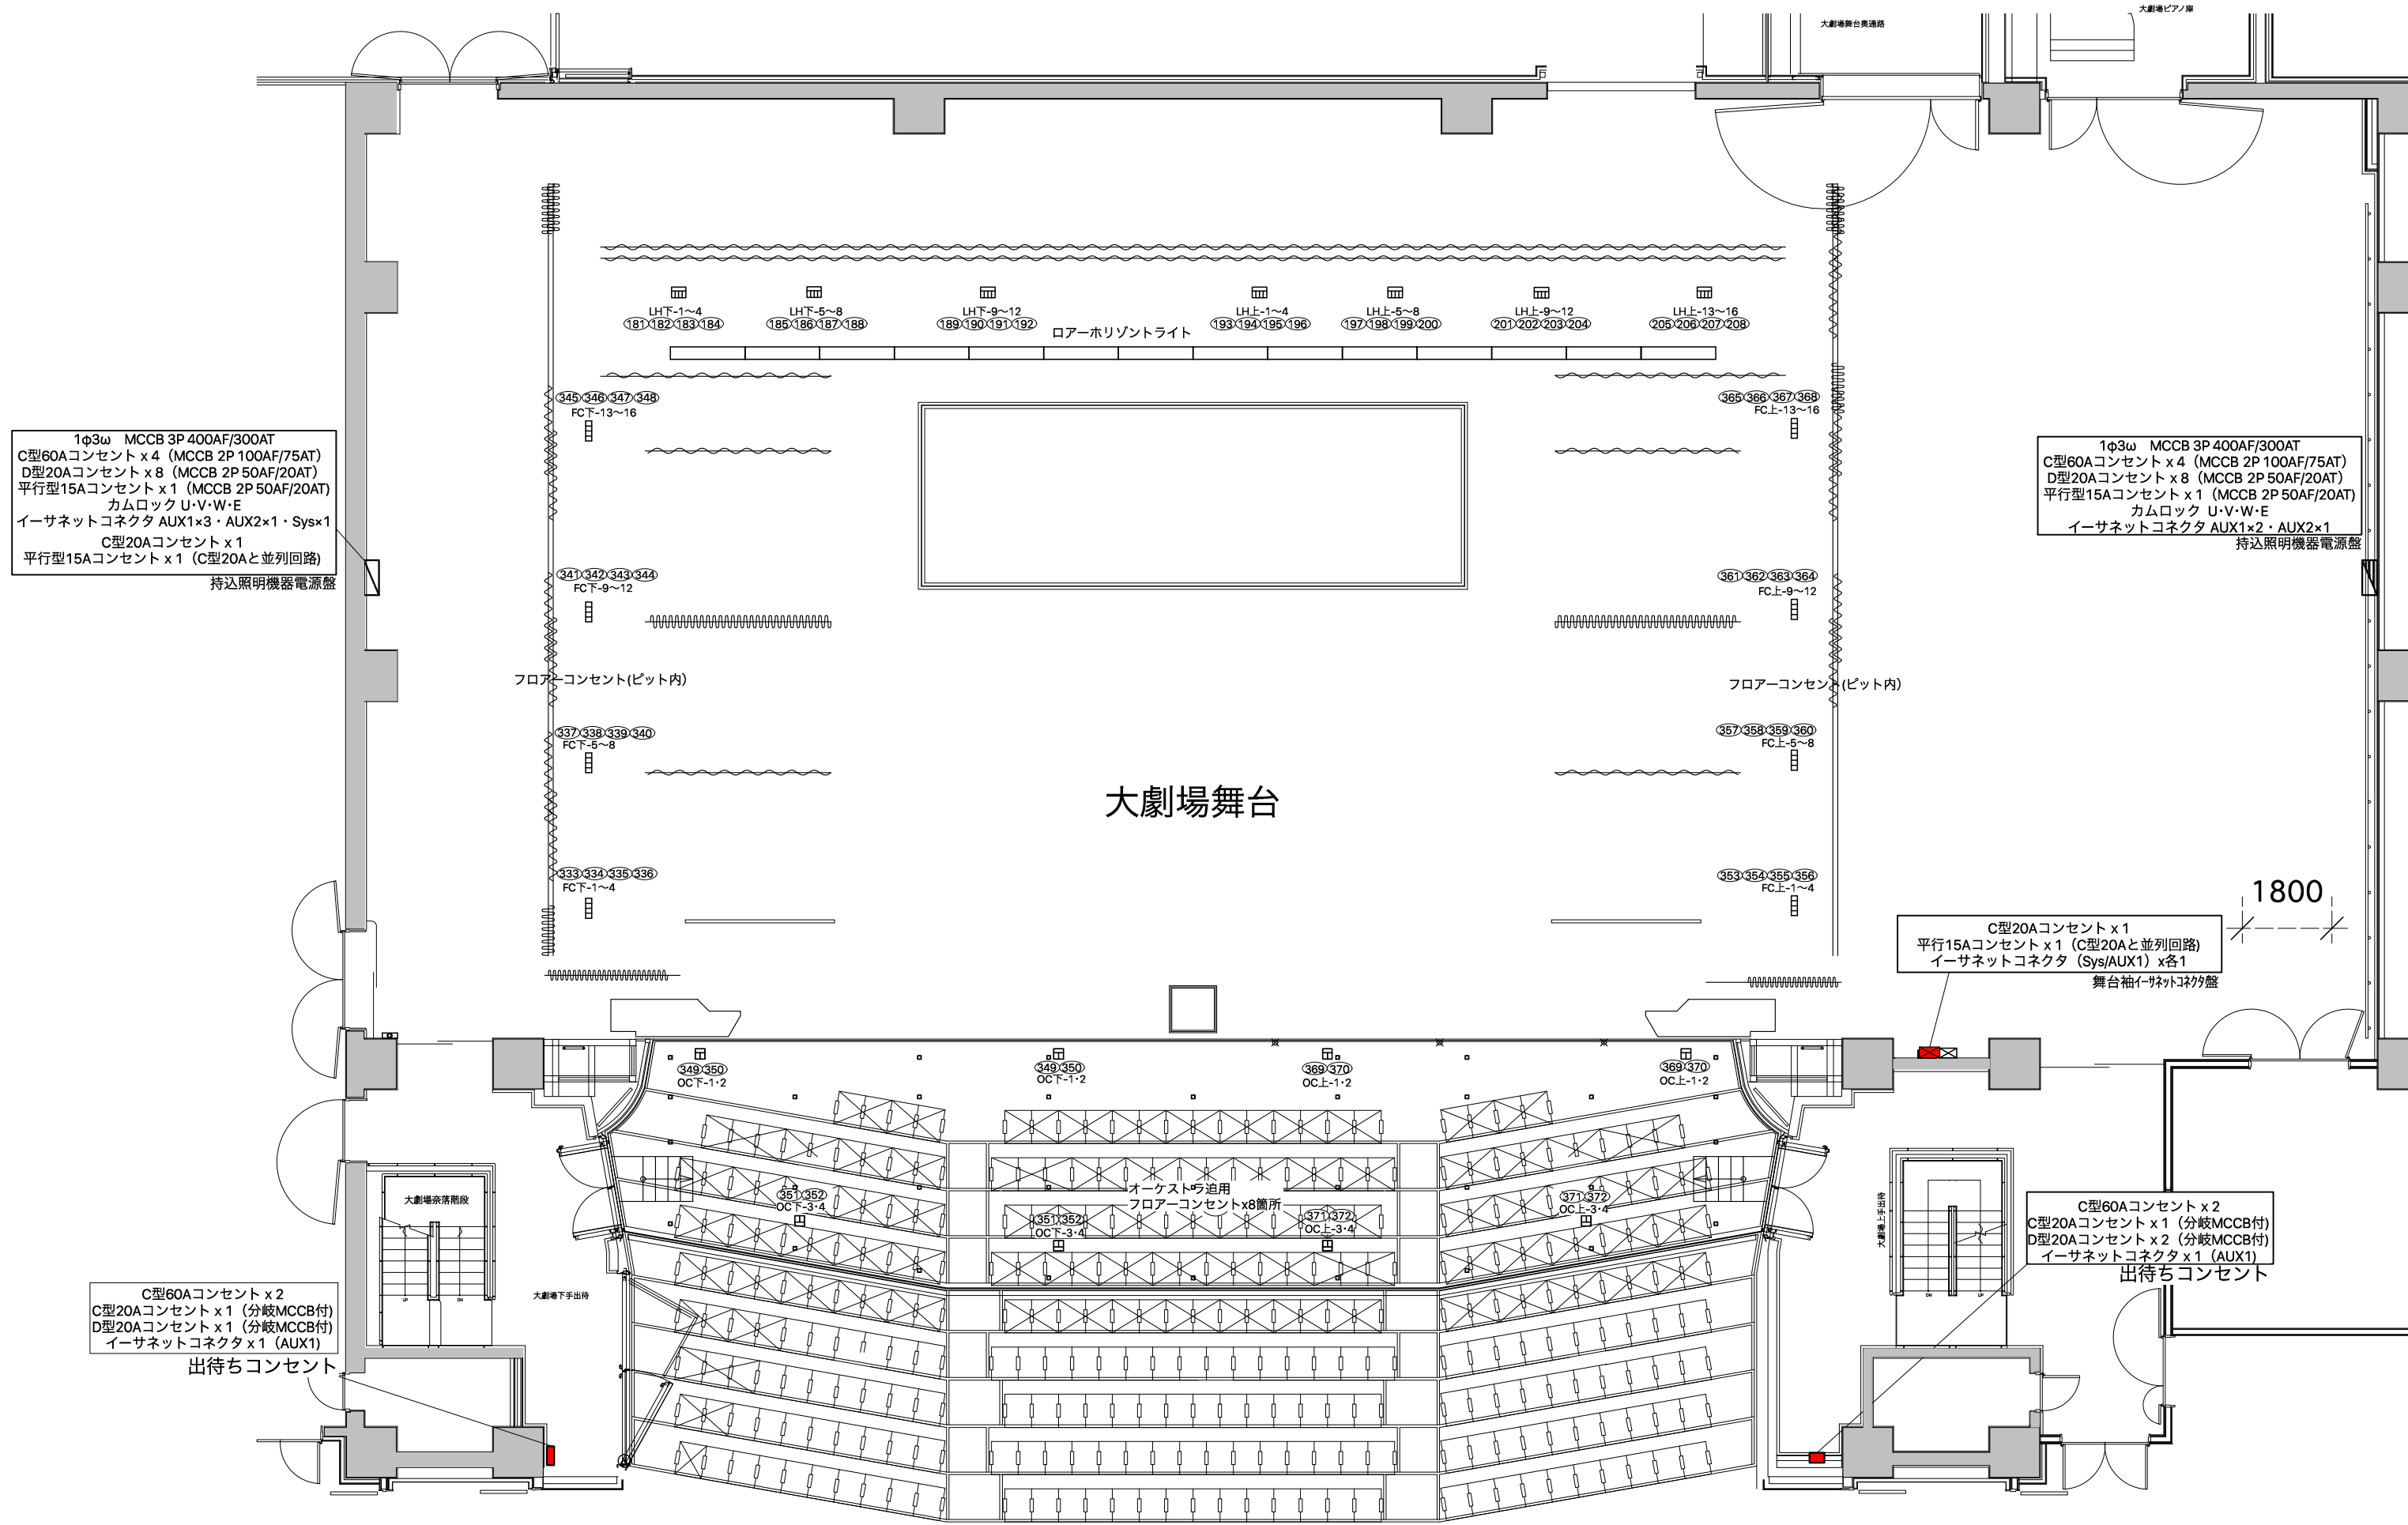 大劇場ピアノ庫
大劇場舞台奥通路
LH下-1〜4
181 182 183 184
LH下-5〜8
185 186 187 188
LH下-9〜12
189 190 191 192
LH上-1〜4
193 194 195 196
LH上-5〜8
197 198 199 200
LH上-9〜12
201 202 203 204
LH上-13〜16
205 206 207 208
ロアーホリゾントライト
345 346 347 348
FC下-13〜16
365 366 367 368
FC上-13〜16
1φ3ω MCCB 3P 400AF/300AT
C型60Aコンセント x 4（MCCB 2P 100AF/75AT）
D型20Aコンセント x 8（MCCB 2P 50AF/20AT）
平行型15Aコンセント x 1（MCCB 2P 50AF/20AT)
カムロック U･V･W･E
イーサネットコネクタ AUX1×3・AUX2×1・Sys×1
C型20Aコンセント x 1
平行型15Aコンセント x 1（C型20Aと並列回路)
持込照明機器電源盤
1φ3ω MCCB 3P 400AF/300AT
C型60Aコンセント x 4（MCCB 2P 100AF/75AT）
D型20Aコンセント x 8（MCCB 2P 50AF/20AT）
平行型15Aコンセント x 1（MCCB 2P 50AF/20AT)
カムロック U･V･W･E
イーサネットコネクタ AUX1×2・AUX2×1
持込照明機器電源盤
341 342 343 344
FC下-9〜12
361 362 363 364
FC上-9〜12
フロアーコンセント(ピット内)
フロアーコンセント(ピット内)
337 338 339 340
FC下-5〜8
357 358 359 360
FC上-5〜8
大劇場舞台
333 334 335 336
FC下-1〜4
353 354 355 356
FC上-1〜4
1800
C型20Aコンセント x 1
平行15Aコンセント x 1（C型20Aと並列回路)
イーサネットコネクタ（Sys/AUX1）x各1
舞台袖ｲｰｻﾈｯﾄｺﾈｸﾀ盤
349 350
OC下-1･2
349 350
OC下-1･2
369 370
OC上-1･2
369 370
OC上-1･2
351 352
OC下-3･4
オーケストラ迫用
フロアーコンセントx8箇所
351 352
OC下-3･4
371 372
OC上-3･4
371 372
OC上-3･4
大劇場奈落階段
UP
DN
大劇場下手出待
大劇場上手出待
DN
UP
C型60Aコンセント x 2
C型20Aコンセント x 1（分岐MCCB付)
D型20Aコンセント x 2（分岐MCCB付)
イーサネットコネクタ x 1（AUX1)
出待ちコンセント
C型60Aコンセント x 2
C型20Aコンセント x 1（分岐MCCB付)
D型20Aコンセント x 1（分岐MCCB付)
イーサネットコネクタ x 1（AUX1)
出待ちコンセント